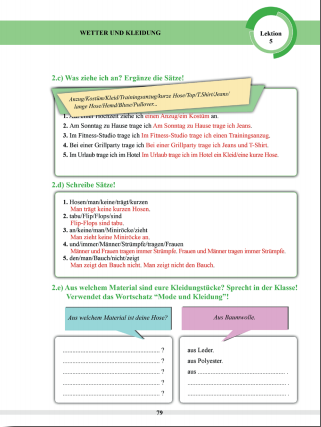 WETTER UND KLEIDUNG
Lektion
5
2.c) Was ziehe ich an? Ergänze die Sätze!
Anzug/Kostüm/Kleid/Trainingsanzug/kurze Hose/Top/T.Shirt/Jeans/
lange Hose/Hemd/Bluse/Pullover...
1. Hochzeit ziehe ich einen Anzug/ein Kostüm an.
2. Am Sonntag zu Hause trage ich Am Sonntag zu Hause trage ich Jeans.
3. Im Fitness-Studio trage ich Im Fitness-Studio trage ich einen Trainingsanzug.
4. Bei einer Grillparty trage ich Bei einer Grillparty trage ich Jeans und T-Shirt.
5. Im Urlaub trage ich im Hotel Im Urlaub trage ich im Hotel ein Kleid/eine kurze Hose.
2.d) Schreibe Sätze!
1. Hosen/man/keine/trägt/kurzen
Man trägt keine kurzen Hosen.
2. tabu/Flip/Flops/sind
Flip-Flops sind tabu.
3. an/keine/man/Miniröcke/zieht
Man zieht keine Miniröcke an.
4. und/immer/Männer/Strümpfe/tragen/Frauen
Männer und Frauen tragen immer Strümpfe. Frauen und Männer tragen immer Strümpfe.
5. den/man/Bauch/nicht/zeigt
Man zeigt den Bauch nicht. Man zeigt nicht den Bauch.
2.e) Aus welchem Material sind eure Kleidungstücke? Sprecht in der Klasse!
Verwendet das Wortschatz "Mode und Kleidung"!
Aus welchem Material ist deine Hose?
Aus Baumwolle.
................................ ?
................................ ?
................................ ?
................................ ?
................................ ?
aus Leder.
aus Polyester.
aus ................................ .
................................ .
................................ .
79